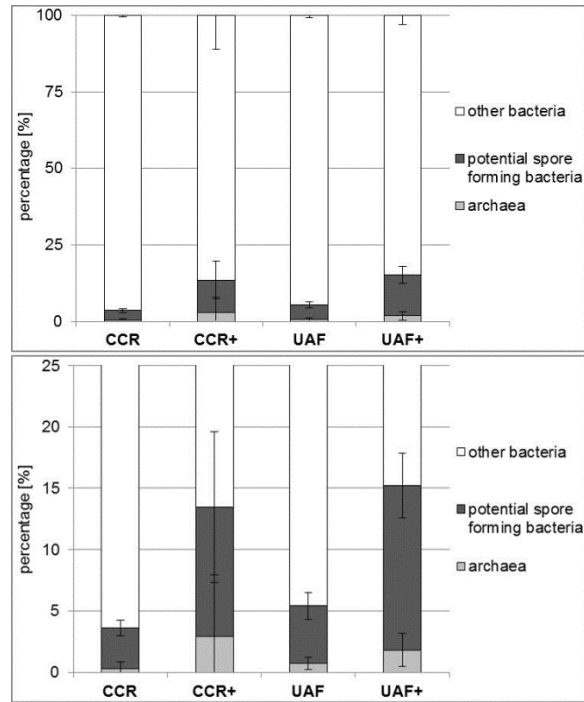 percentage [%]
100
75
50
25
0
CCR
CCR+
UAF
UAF+
other bacteria
potential spore
forming bacteria
archaea
percentage [%]
25
20
15
10
5
0
CCR
CCR+
UAF
UAF+
other bacteria
potential spore
forming bacteria
archaea